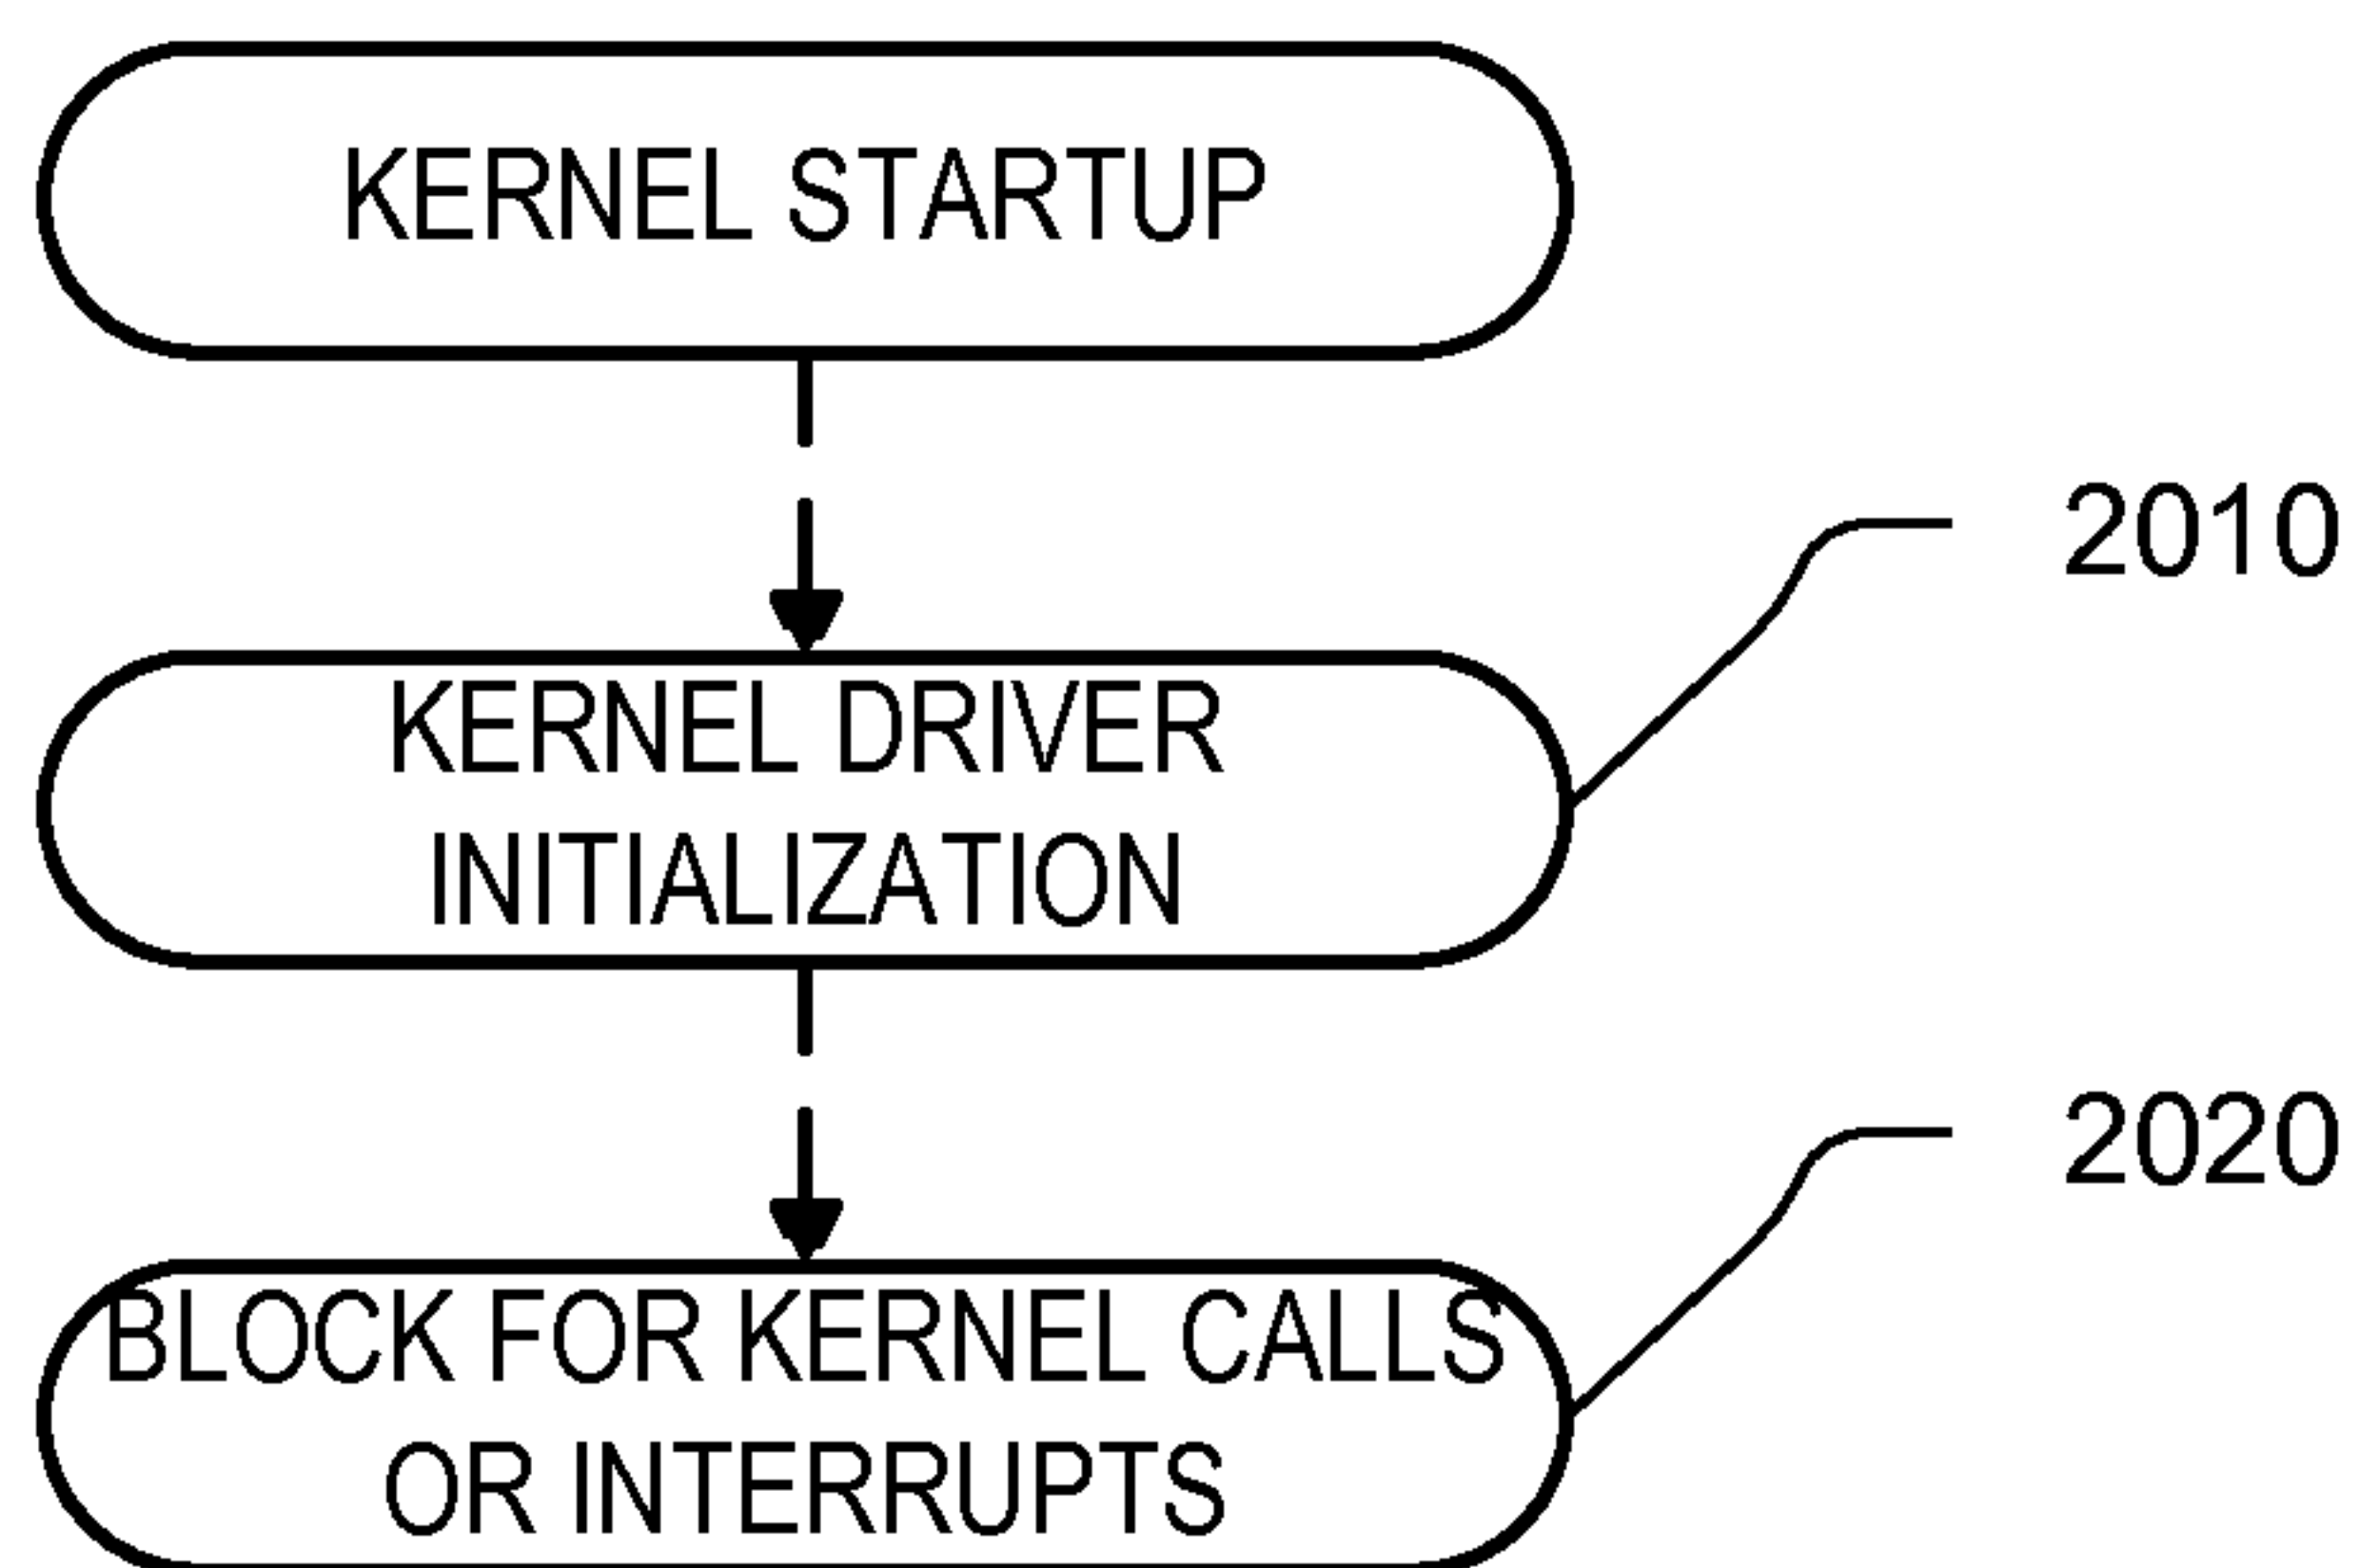 KERNEL STARTUP
2010
KERNEL DRIVER
INITIALIZATION
2020
BLOCK FOR KERNEL CALLS
OR INTERRUPTS